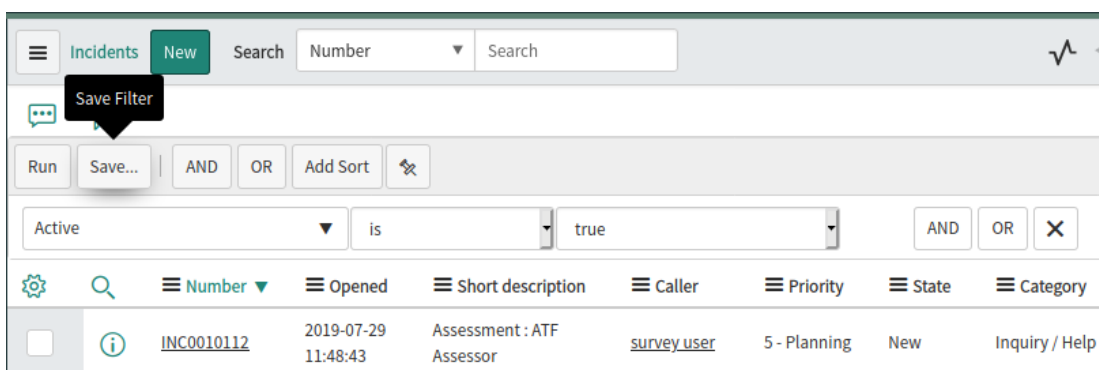 Incidents New Search Number Search
Save Filter
Run Save... AND OR Add Sort
Active is true AND OR
Number Opened Short description Caller Priority State Category
INC0010112 2019-07-29 11:48:43 Assessment : ATF Assessor survey user 5 - Planning New Inquiry / Help